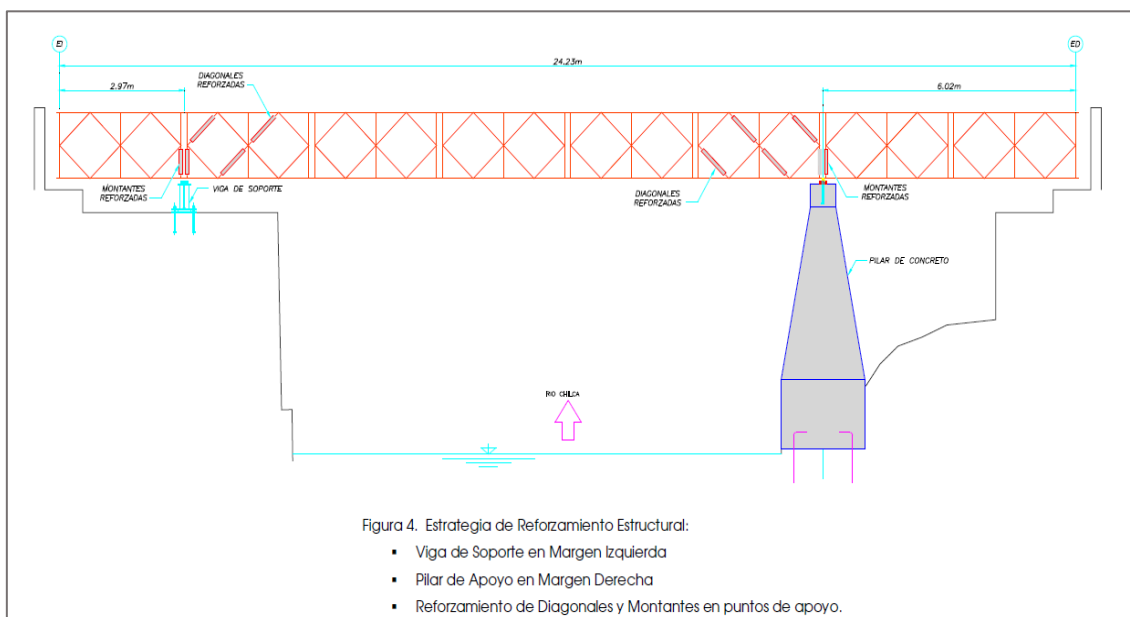 EI
ED
24.23m
2.97m
DIAGONALES
REFORZADAS
6.02m
MONTANTES
REFORZADAS
VIGA DE SOPORTE
DIAGONALES
REFORZADAS
MONTANTES
REFORZADAS
PILAR DE CONCRETO
RIO CHILCA
Figura 4. Estrategia de Reforzamiento Estructural:
▪ Viga de Soporte en Margen Izquierda
▪ Pilar de Apoyo en Margen Derecha
▪ Reforzamiento de Diagonales y Montantes en puntos de apoyo.